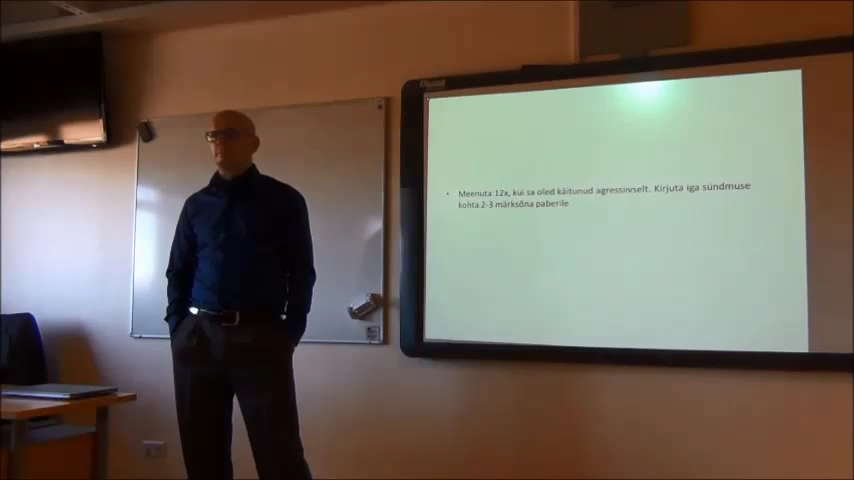 • Meenuta 12x, kui sa oled käitunud agressiivselt. Kirjuta iga sündmuse
kohta 2-3 märksõna paberile